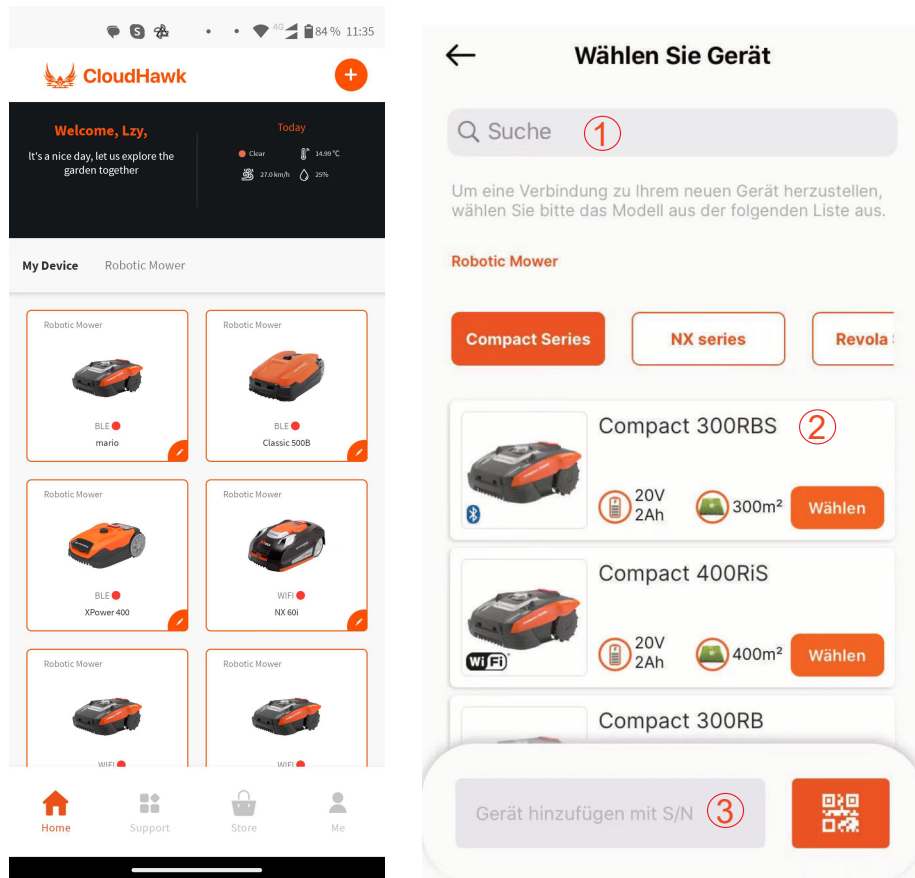 4G 84 % 11:35
CloudHawk
Welcome, Lzy,
It's a nice day, let us explore the
garden together
Today
Clear 14.99 ℃
27.0 km/h 25%
My Device Robotic Mower
Robotic Mower
BLE
mario
Robotic Mower
BLE
Classic 500B
Robotic Mower
BLE
XPower 400
Robotic Mower
WIFI
NX 60i
Robotic Mower
WIFI
Robotic Mower
WIFI
Home Support Store Me
Wählen Sie Gerät
Suche ①
Um eine Verbindung zu Ihrem neuen Gerät herzustellen,
wählen Sie bitte das Modell aus der folgenden Liste aus.
Robotic Mower
Compact Series NX series Revola
Compact 300RBS ②
20V
2Ah
300m²
Wählen
Compact 400RiS
WiFi
20V
2Ah
400m²
Wählen
Compact 300RB
Gerät hinzufügen mit S/N ③